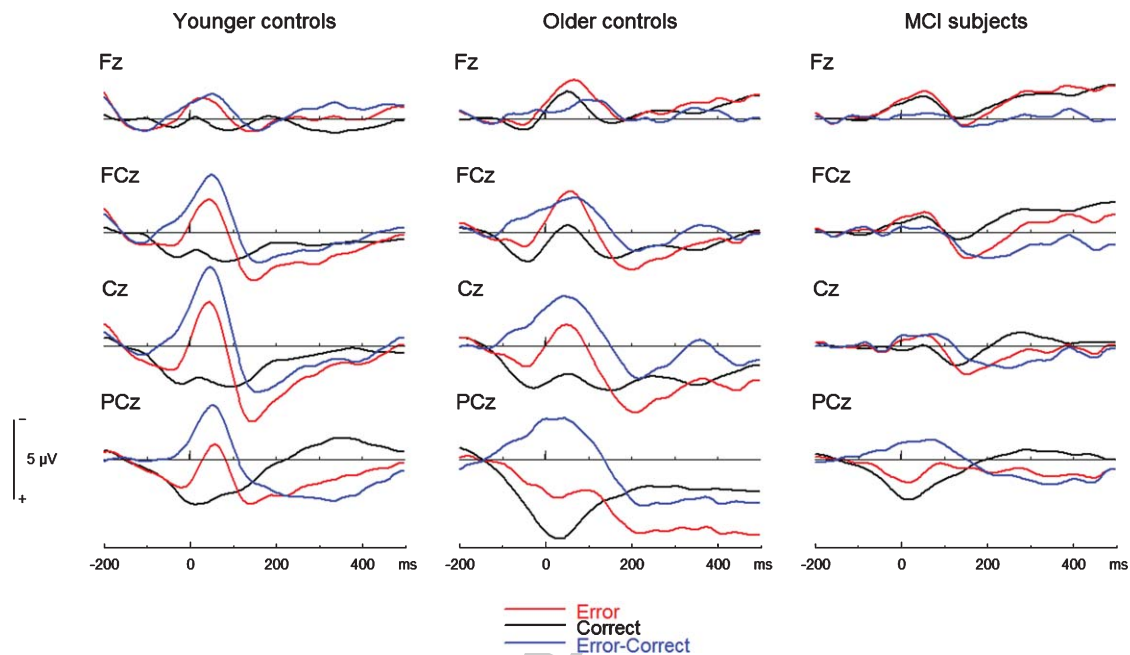 Younger controls Older controls MCI subjects
Fz Fz Fz
FCz FCz FCz
Cz Cz Cz
PCz PCz PCz
−
5 µV
+
-200 0 200 400 ms -200 0 200 400 ms -200 0 200 400 ms
Error
Correct
Error-Correct